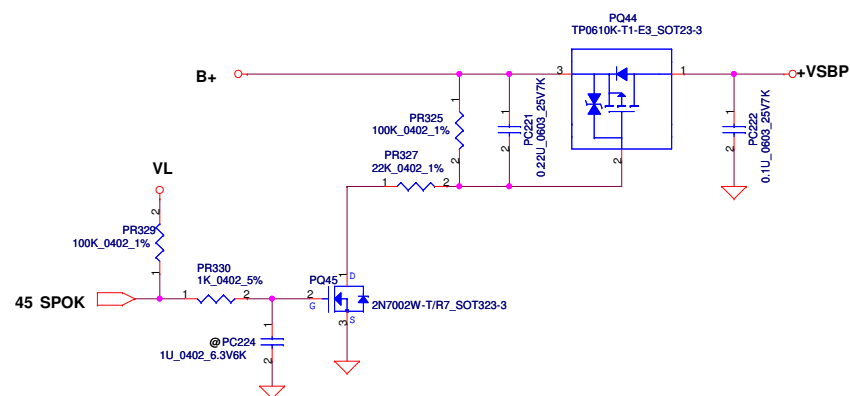 PQ44
TP0610K-T1-E3_SOT23-3
B+
3
1
+VSBP
1
PR325
100K_0402_1%
2
1
PC221
0.22U_0603_25V7K
2
2
1
PC222
0.1U_0603_25V7K
2
PR327
22K_0402_1%
1
2
VL
2
PR329
100K_0402_1%
1
PR330
1K_0402_5%
45 SPOK
1
2
PQ45
1
D
2
G
2N7002W-T/R7_SOT323-3
3
S
1
@PC224
1U_0402_6.3V6K
2